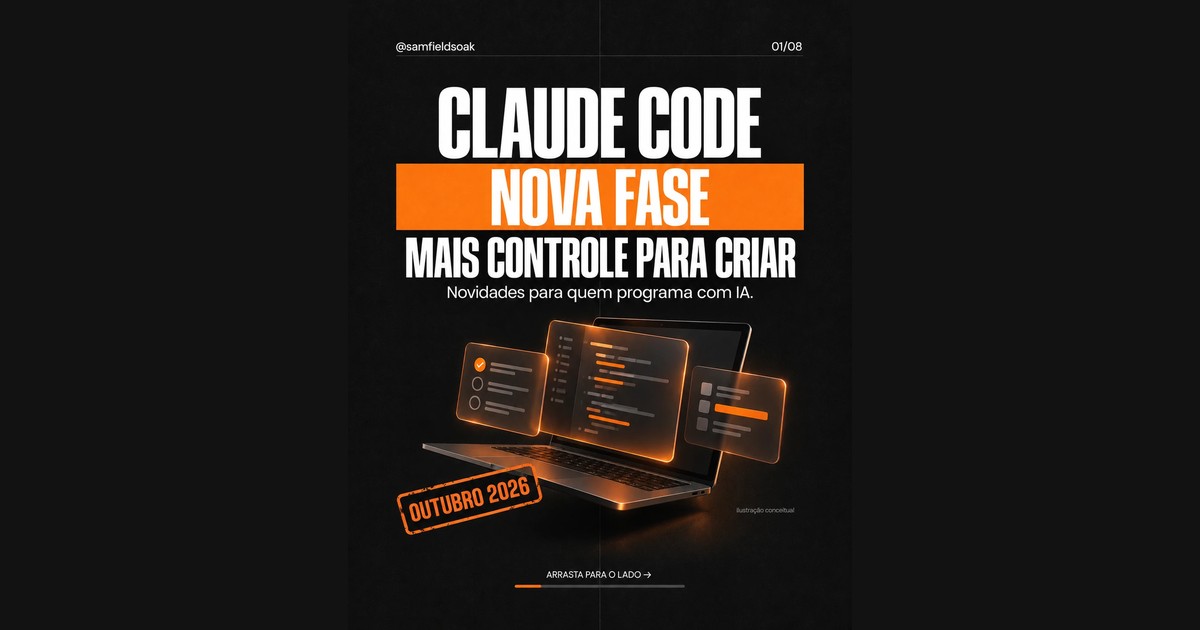 @samfieldsoak
01/08
CLAUDE CODE
NOVA FASE
MAIS CONTROLE PARA CRIAR
Novidades para quem programa com IA.
OUTUBRO 2026
ilustração conceitual
ARRASTA PARA O LADO →